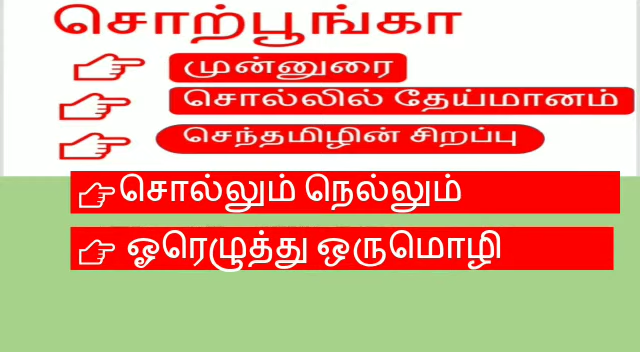 சொற்பூங்கா
முன்னுரை
சொல்லில் தேய்மானம்
செந்தமிழின் சிறப்பு
சொல்லும் நெல்லும்
ஓரெழுத்து ஒருமொழி